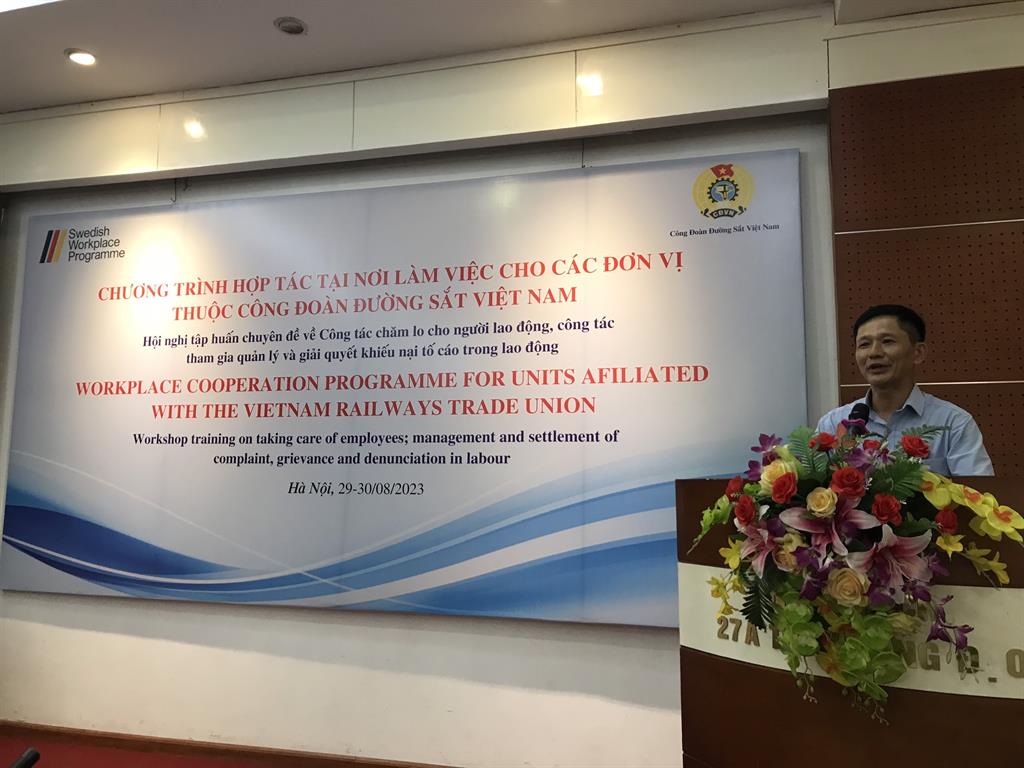 Swedish
Workplace
Programme
CĐVN
Công Đoàn Đường Sắt Việt Nam
CHƯƠNG TRÌNH HỢP TÁC TẠI NƠI LÀM VIỆC CHO CÁC ĐƠN VỊ
THUỘC CÔNG ĐOÀN ĐƯỜNG SẮT VIỆT NAM
Hội nghị tập huấn chuyên đề về Công tác chăm lo cho người lao động, công tác
tham gia quản lý và giải quyết khiếu nại tố cáo trong lao động
WORKPLACE COOPERATION PROGRAMME FOR UNITS AFILIATED
WITH THE VIETNAM RAILWAYS TRADE UNION
Workshop training on taking care of employees; management and settlement of
complaint, grievance and denunciation in labour
Hà Nội, 29-30/08/2023
27A